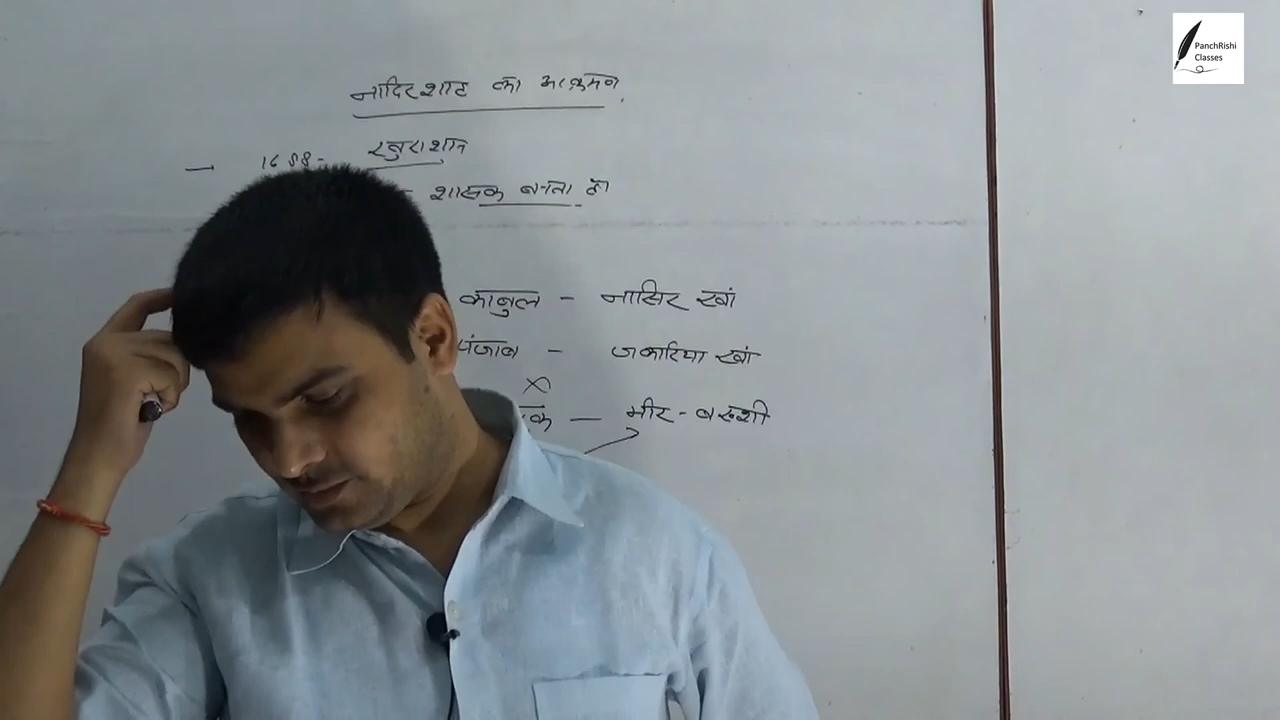 नादिरशाह का आक्रमण
→ 1688- खुराशान
- शासक बनता है
काबुल - नासिर खां
पंजाब - जकारिया खां
X
क — मीर - बख्शी
PanchRishi
Classes